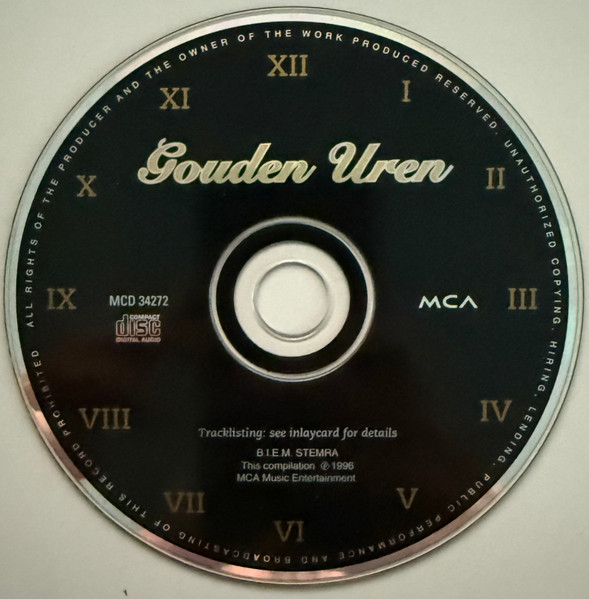 ALL RIGHTS OF THE PRODUCER AND THE OWNER OF THE WORK PRODUCED RESERVED. UNAUTHORIZED COPYING, HIRING, LENDING, PUBLIC PERFORMANCE AND BROADCASTING OF THIS RECORD PROHIBITED
XII
XI
I
Gouden Uren
X
II
IX
MCD 34272
MCA
III
COMPACT
disc
DIGITAL AUDIO
VIII
IV
Tracklisting: see inlaycard for details
B.I.E.M. STEMRA
This compilation ℗ 1996
MCA Music Entertainment
VII
V
VI